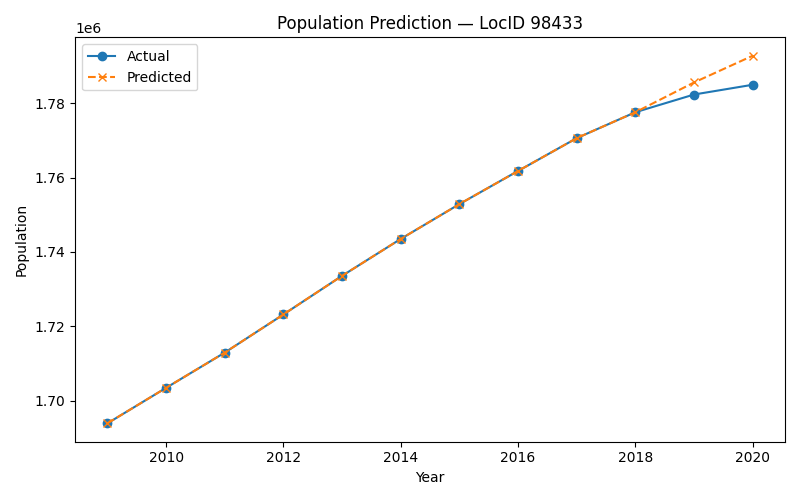 Population Prediction — LocID 98433
1e6
Actual
Predicted
1.78
1.76
1.74
1.72
1.70
Population
2010 2012 2014 2016 2018 2020
Year